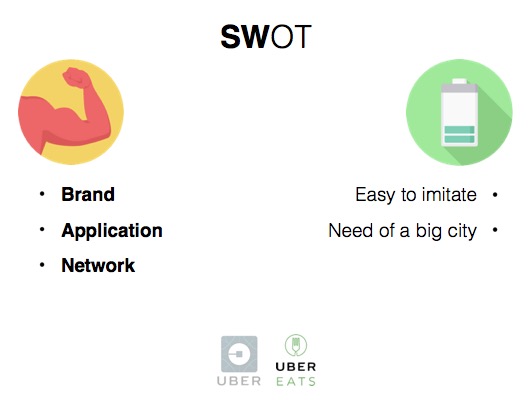 SWOT
• Brand
• Application
• Network
Easy to imitate •
Need of a big city •
UBER
UBER
EATS